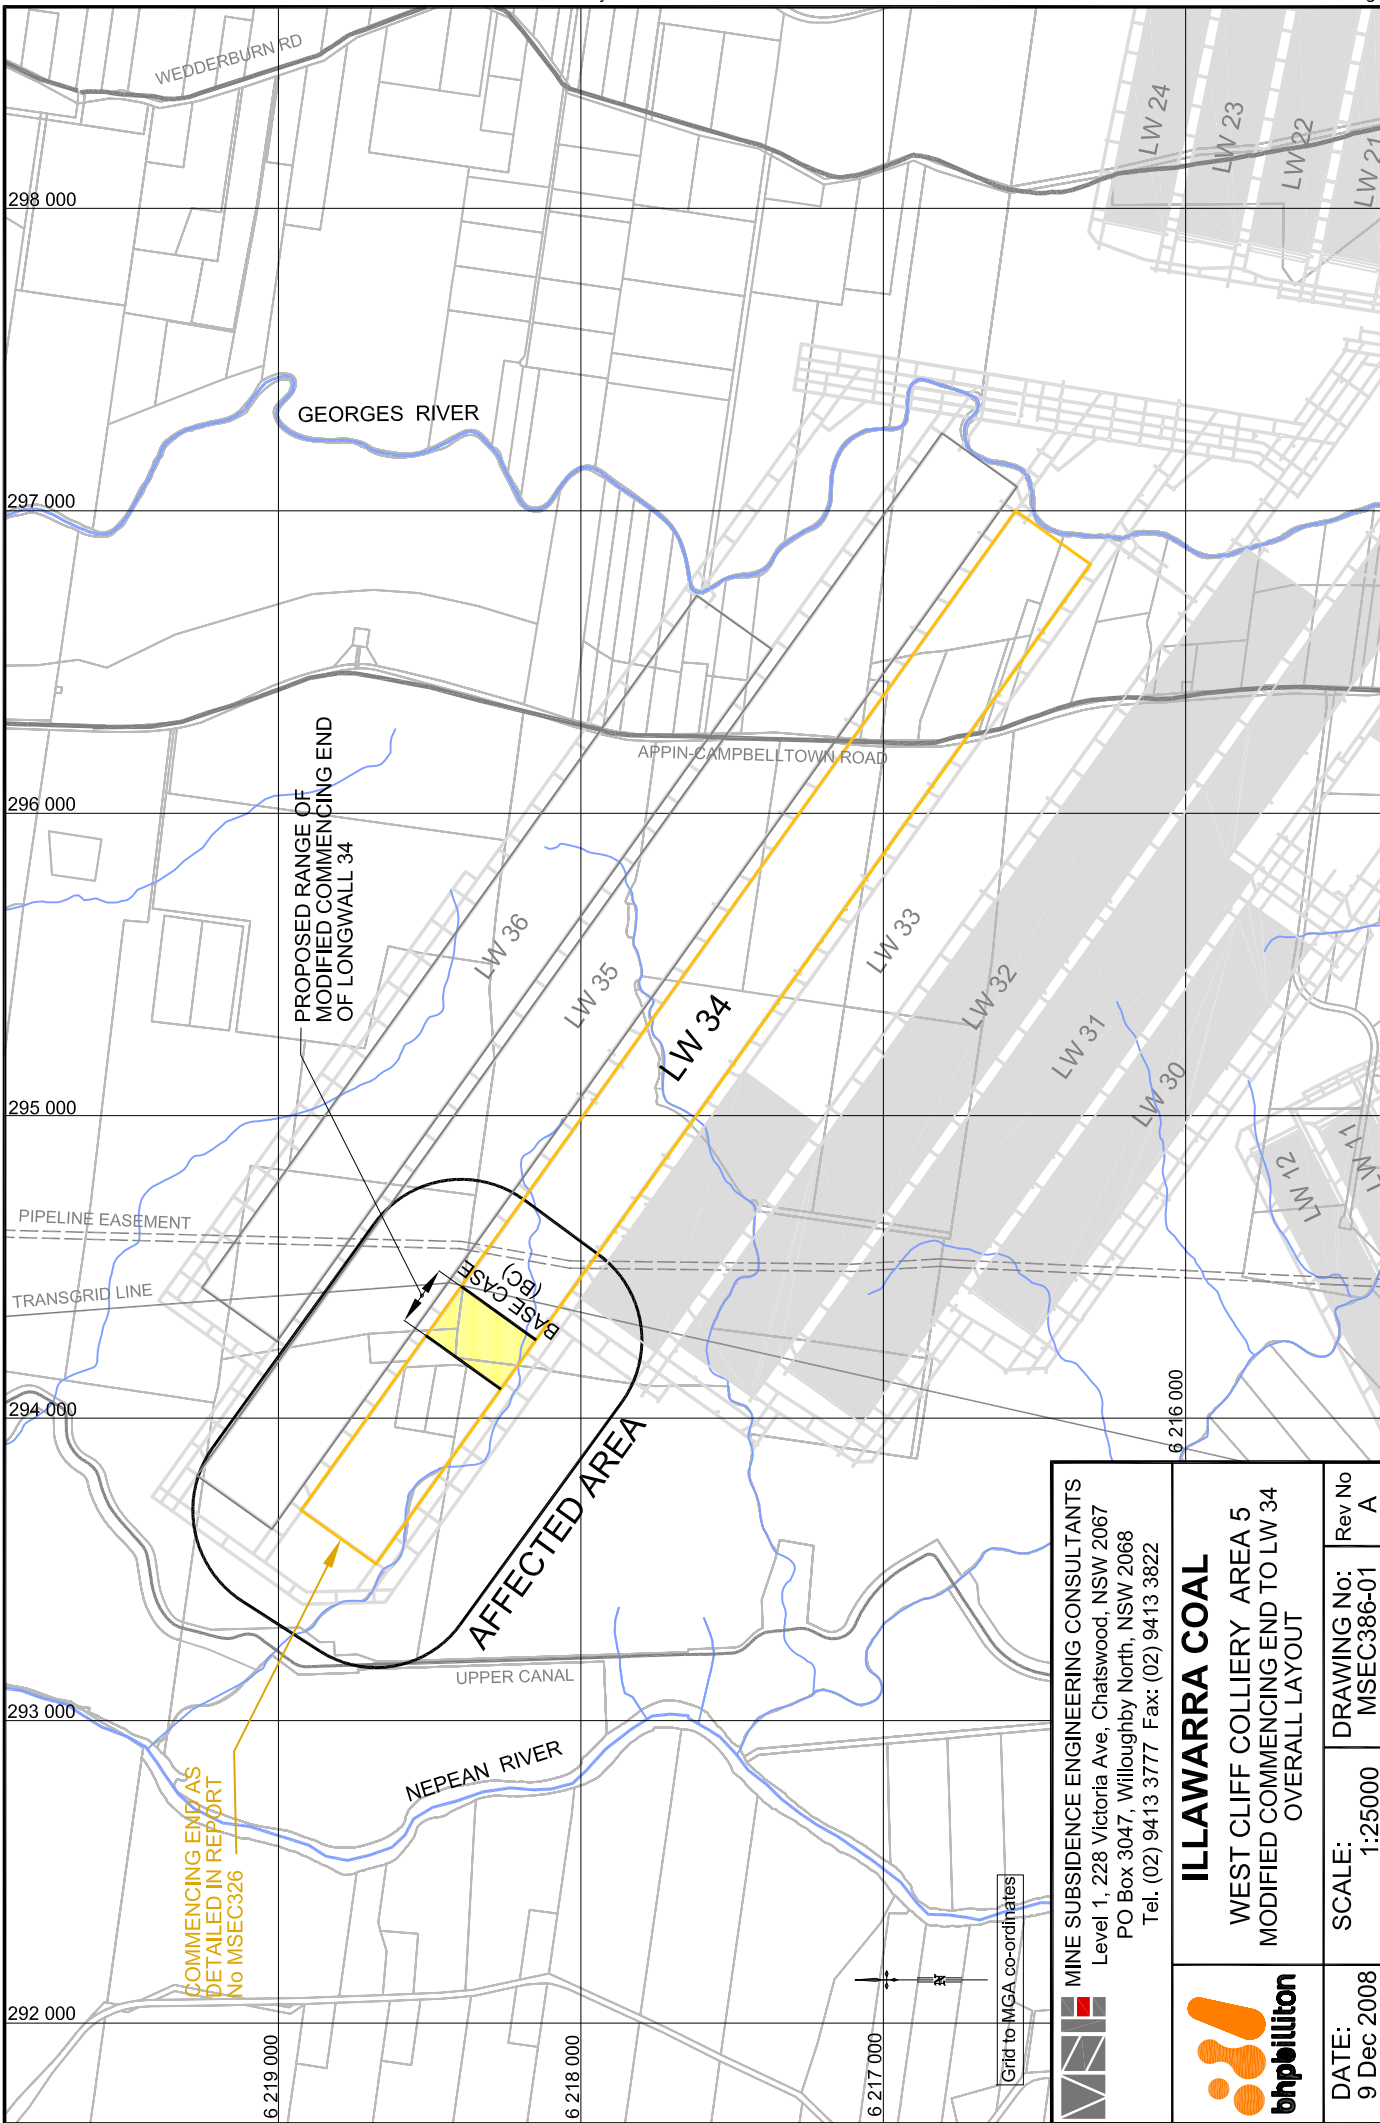 WEDDERBURN RD
298 000
LW 24
LW 23
LW 22
LW 21
GEORGES RIVER
297 000
APPIN-CAMPBELLTOWN ROAD
PROPOSED RANGE OF
MODIFIED COMMENCING END
OF LONGWALL 34
296 000
LW 36
LW 35
LW 34
LW 33
LW 32
LW 31
LW 30
LW 12
LW 11
295 000
PIPELINE EASEMENT
TRANSGRID LINE
BASE CASE
(BC)
294 000
AFFECTED AREA
UPPER CANAL
293 000
NEPEAN RIVER
COMMENCING END AS
DETAILED IN REPORT
No MSEC326
292 000
6 219 000
6 218 000
6 217 000
6 216 000
N
Grid to MGA co-ordinates
MINE SUBSIDENCE ENGINEERING CONSULTANTS
Level 1, 228 Victoria Ave, Chatswood, NSW 2067
PO Box 3047, Willoughby North, NSW 2068
Tel. (02) 9413 3777 Fax: (02) 9413 3822
bhpbilliton
ILLAWARRA COAL
WEST CLIFF COLLIERY AREA 5
MODIFIED COMMENCING END TO LW 34
OVERALL LAYOUT
DATE:
9 Dec 2008
SCALE:
1:25000
DRAWING No:
MSEC386-01
Rev No
A